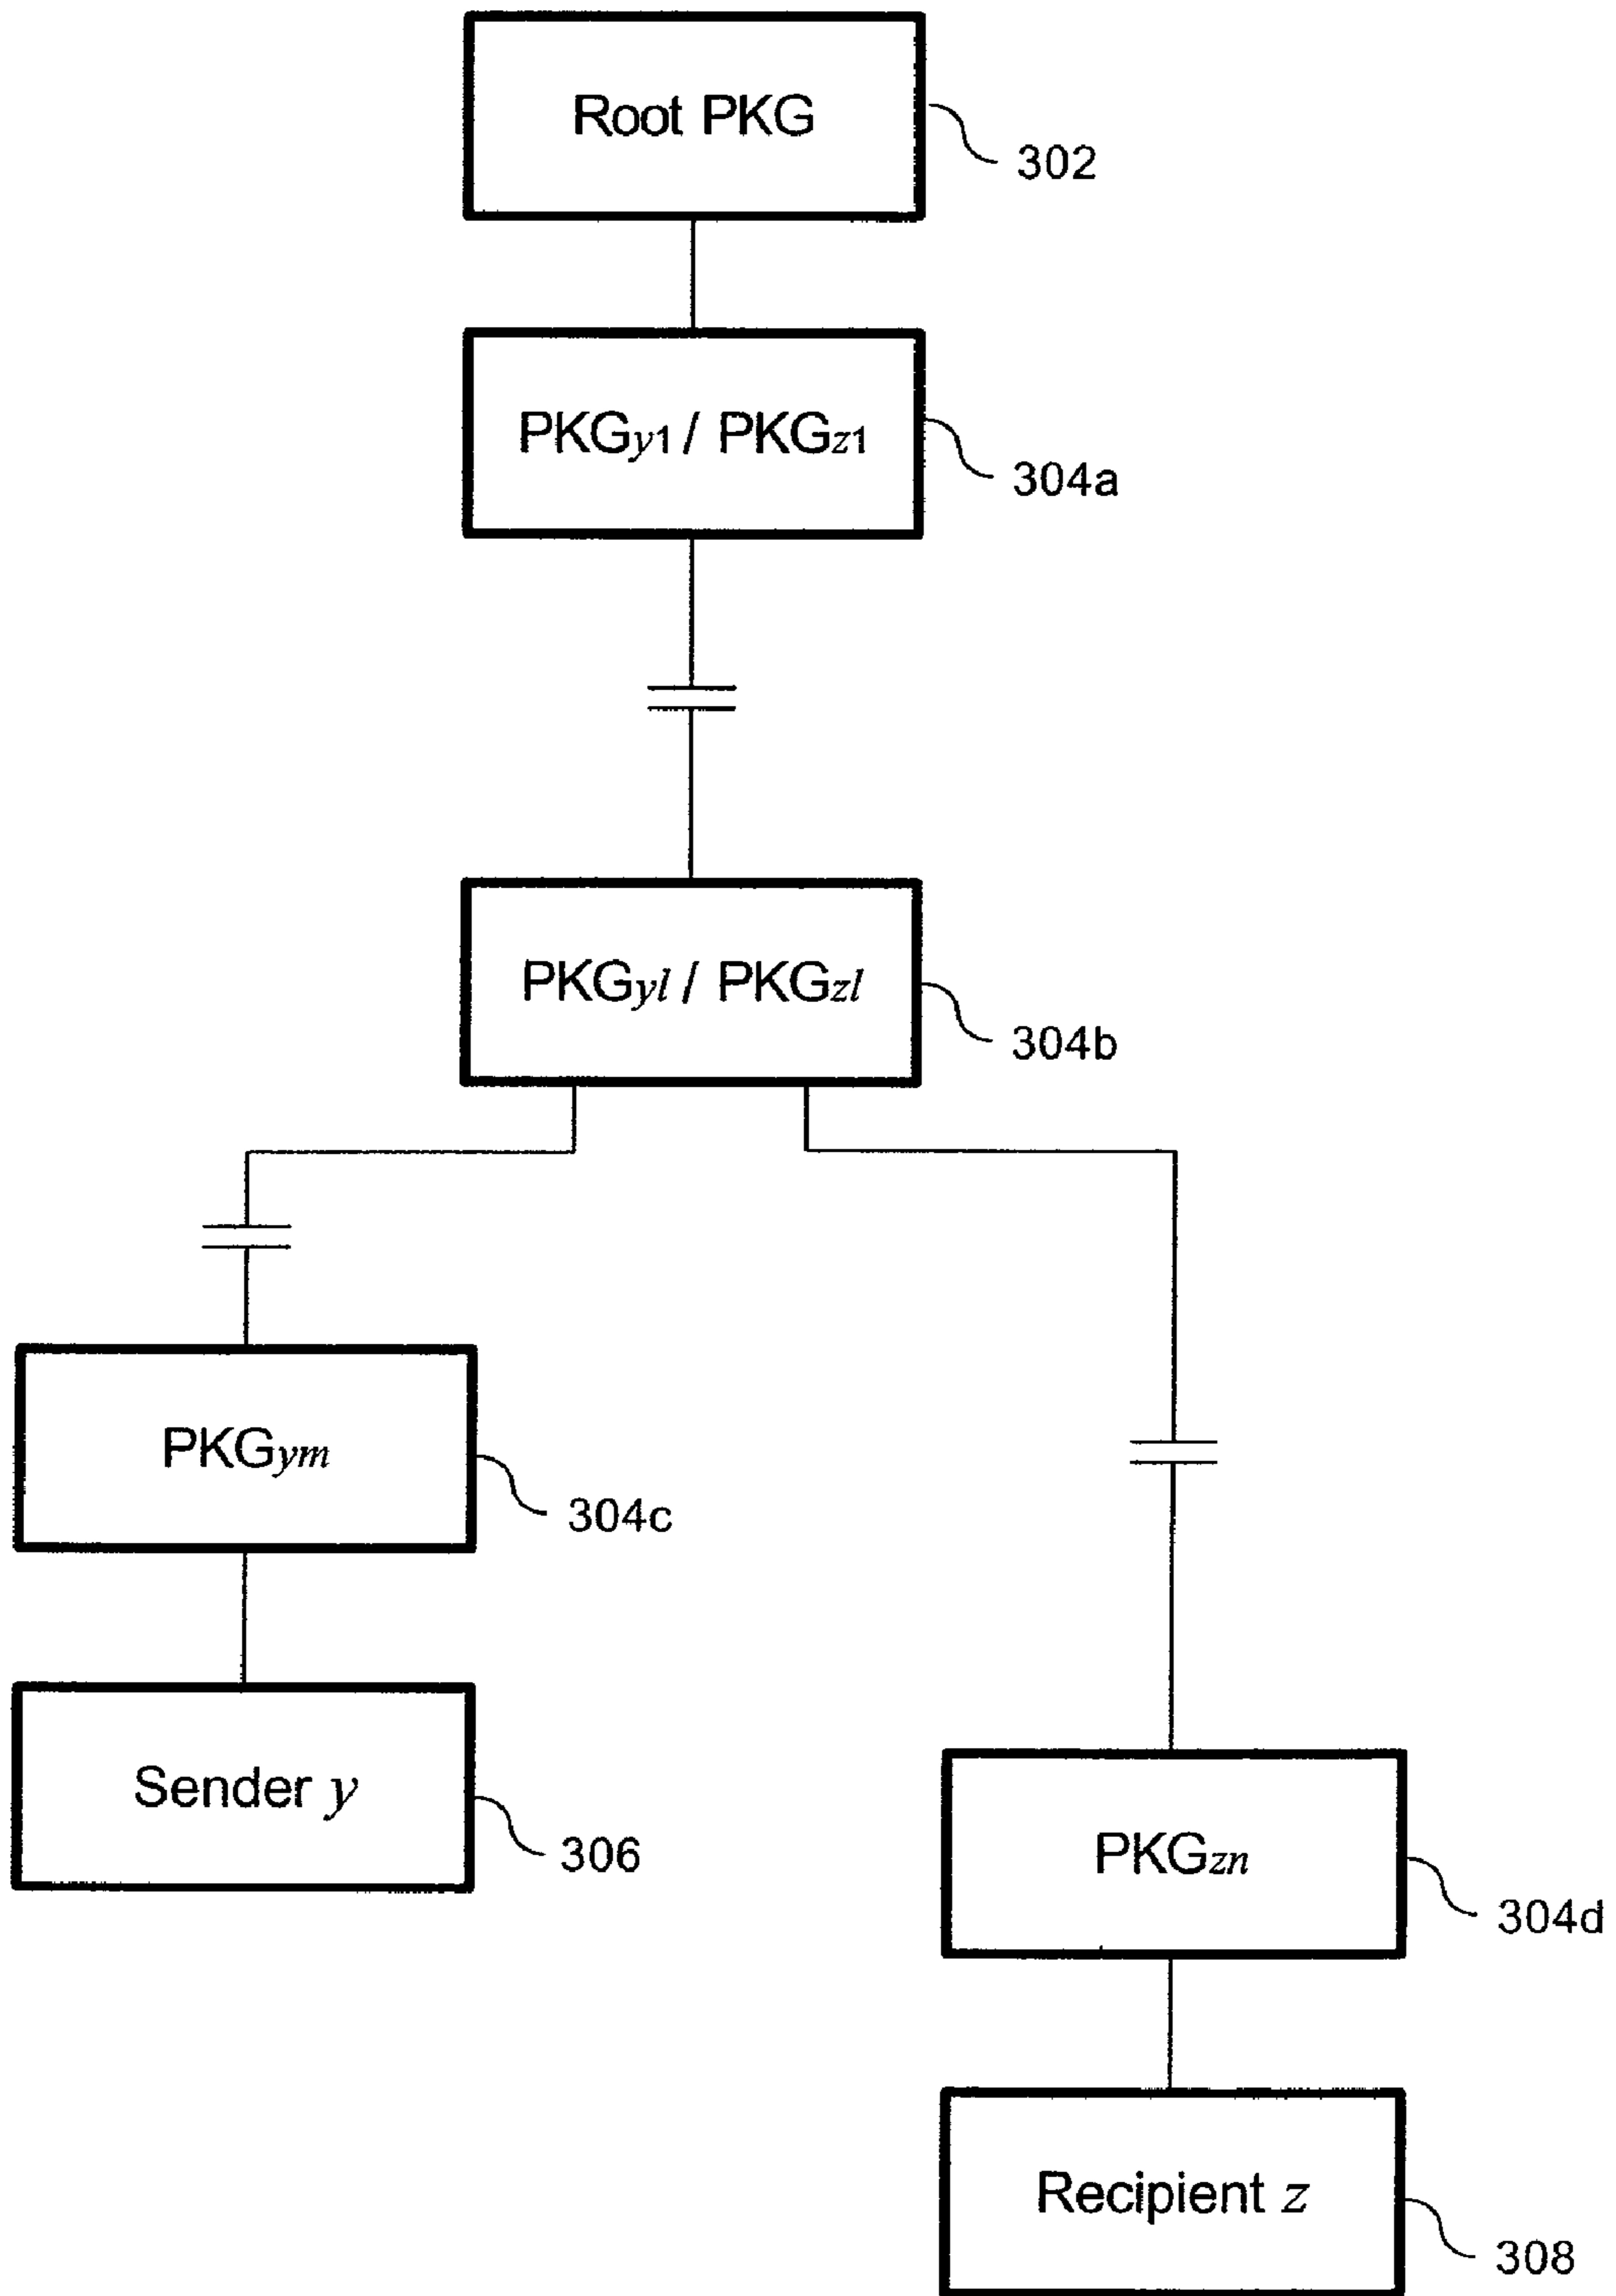 Root PKG
302
PKGy1 / PKGz1
304a
PKGyl / PKGzl
304b
PKGym
304c
Sender y
306
PKGzn
304d
Recipient z
308